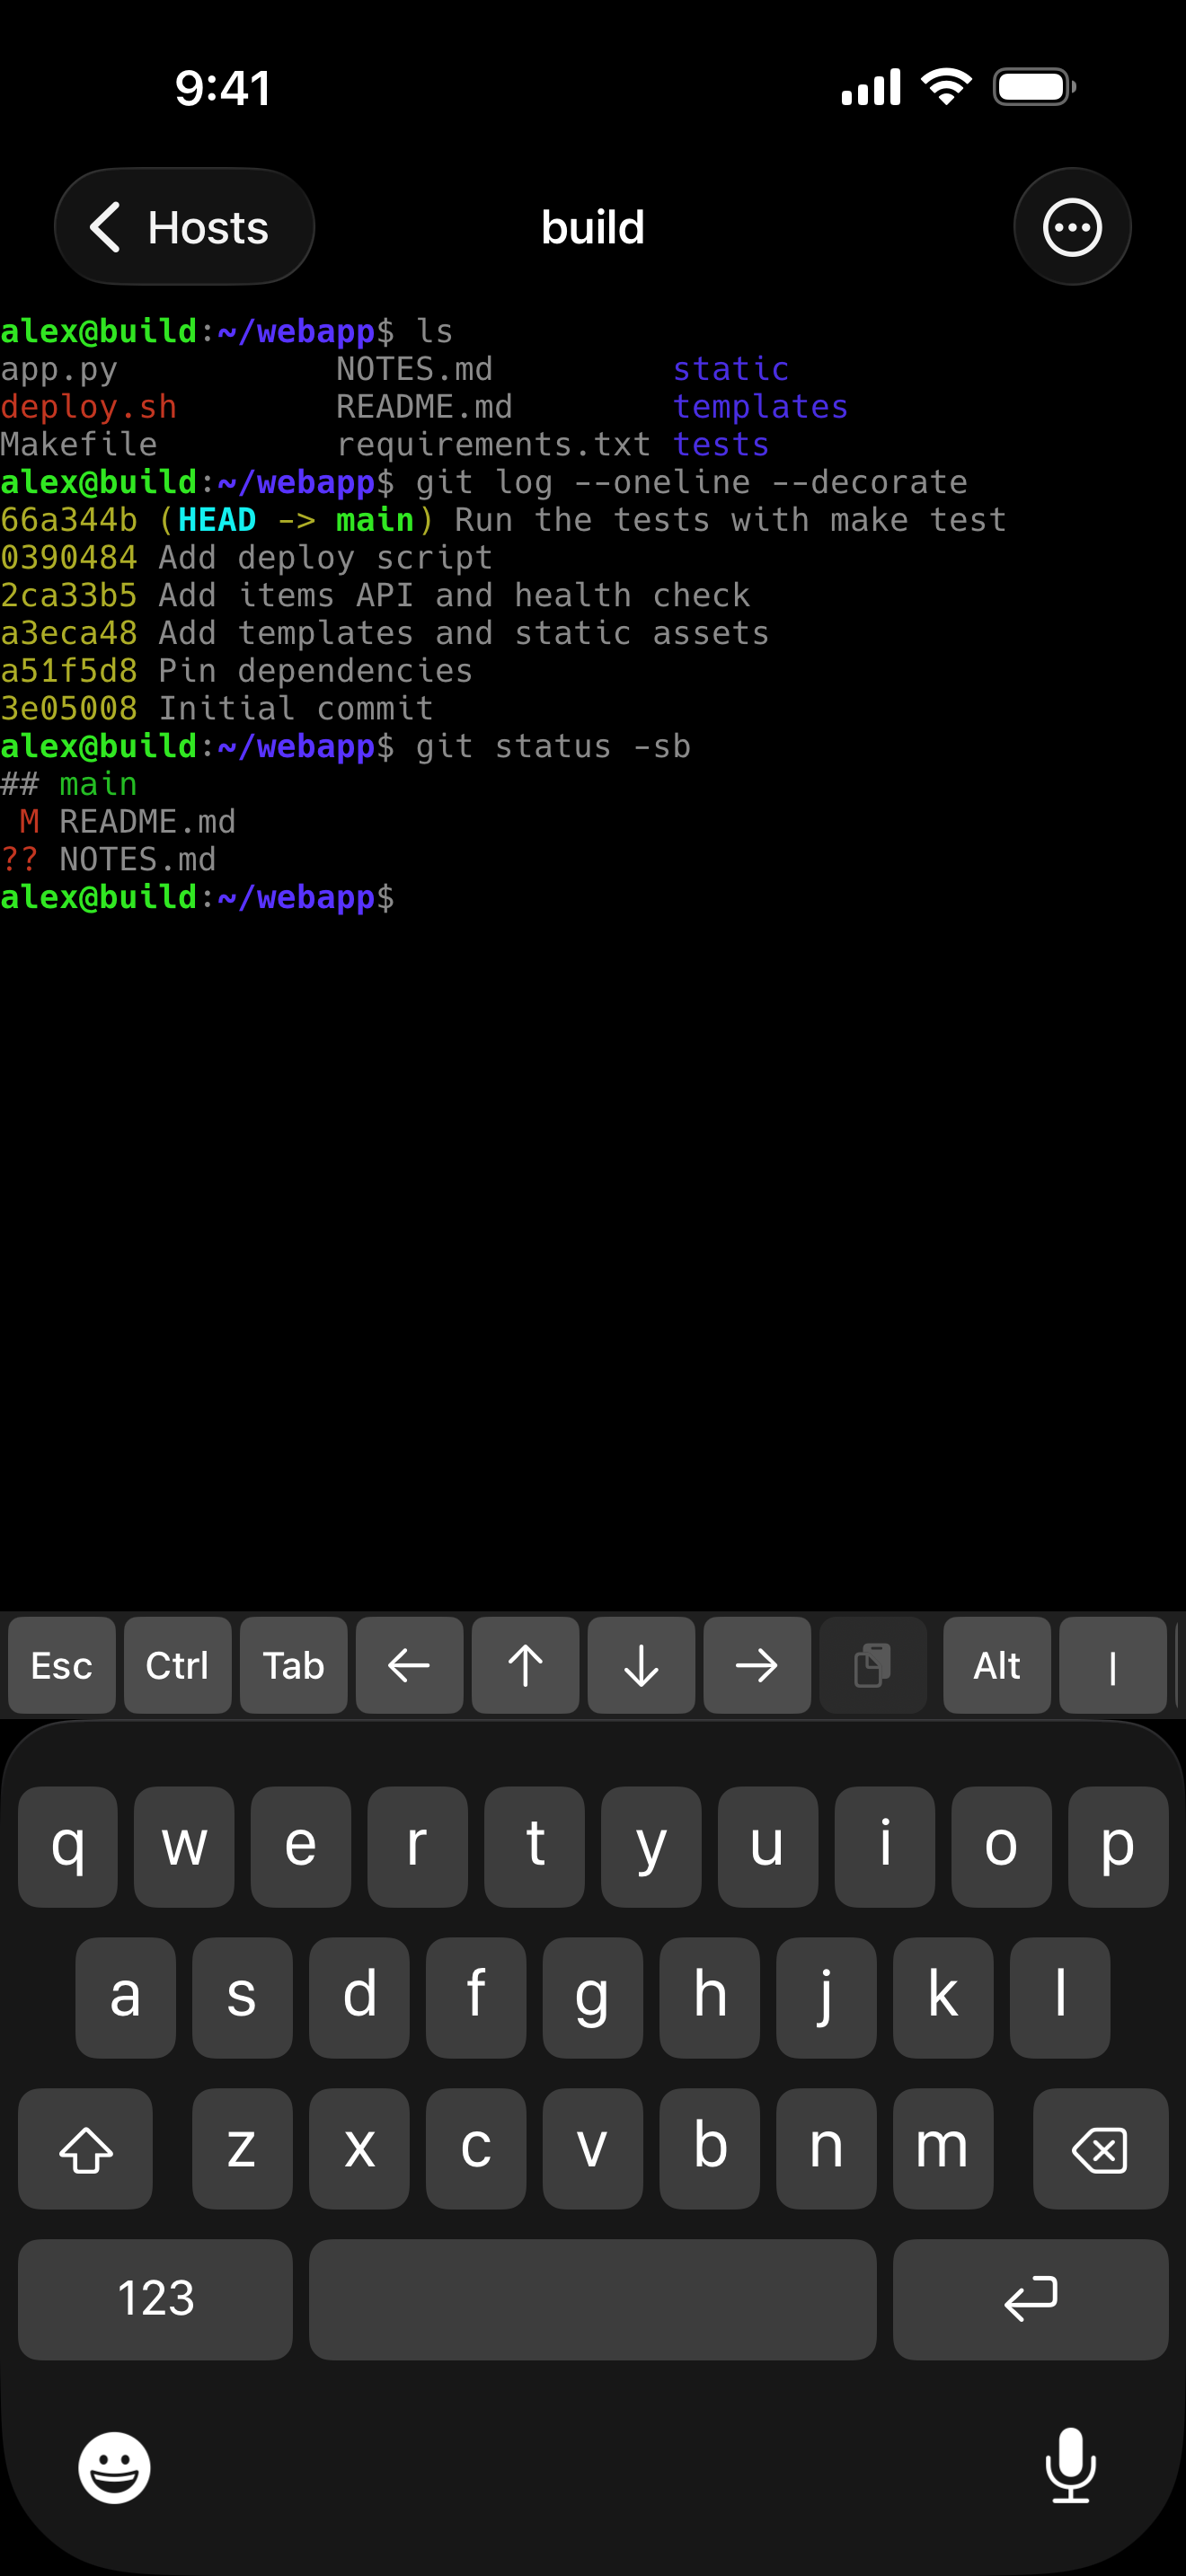 9:41
Hosts
build
alex@build:~/webapp$ ls
app.py           NOTES.md         static
deploy.sh        README.md        templates
Makefile         requirements.txt tests
alex@build:~/webapp$ git log --oneline --decorate
66a344b (HEAD -> main) Run the tests with make test
0390484 Add deploy script
2ca33b5 Add items API and health check
a3eca48 Add templates and static assets
a51f5d8 Pin dependencies
3e05008 Initial commit
alex@build:~/webapp$ git status -sb
## main
 M README.md
?? NOTES.md
alex@build:~/webapp$
Esc Ctrl Tab ← ↑ ↓ → Alt |
q w e r t y u i o p
a s d f g h j k l
z x c v b n m
123